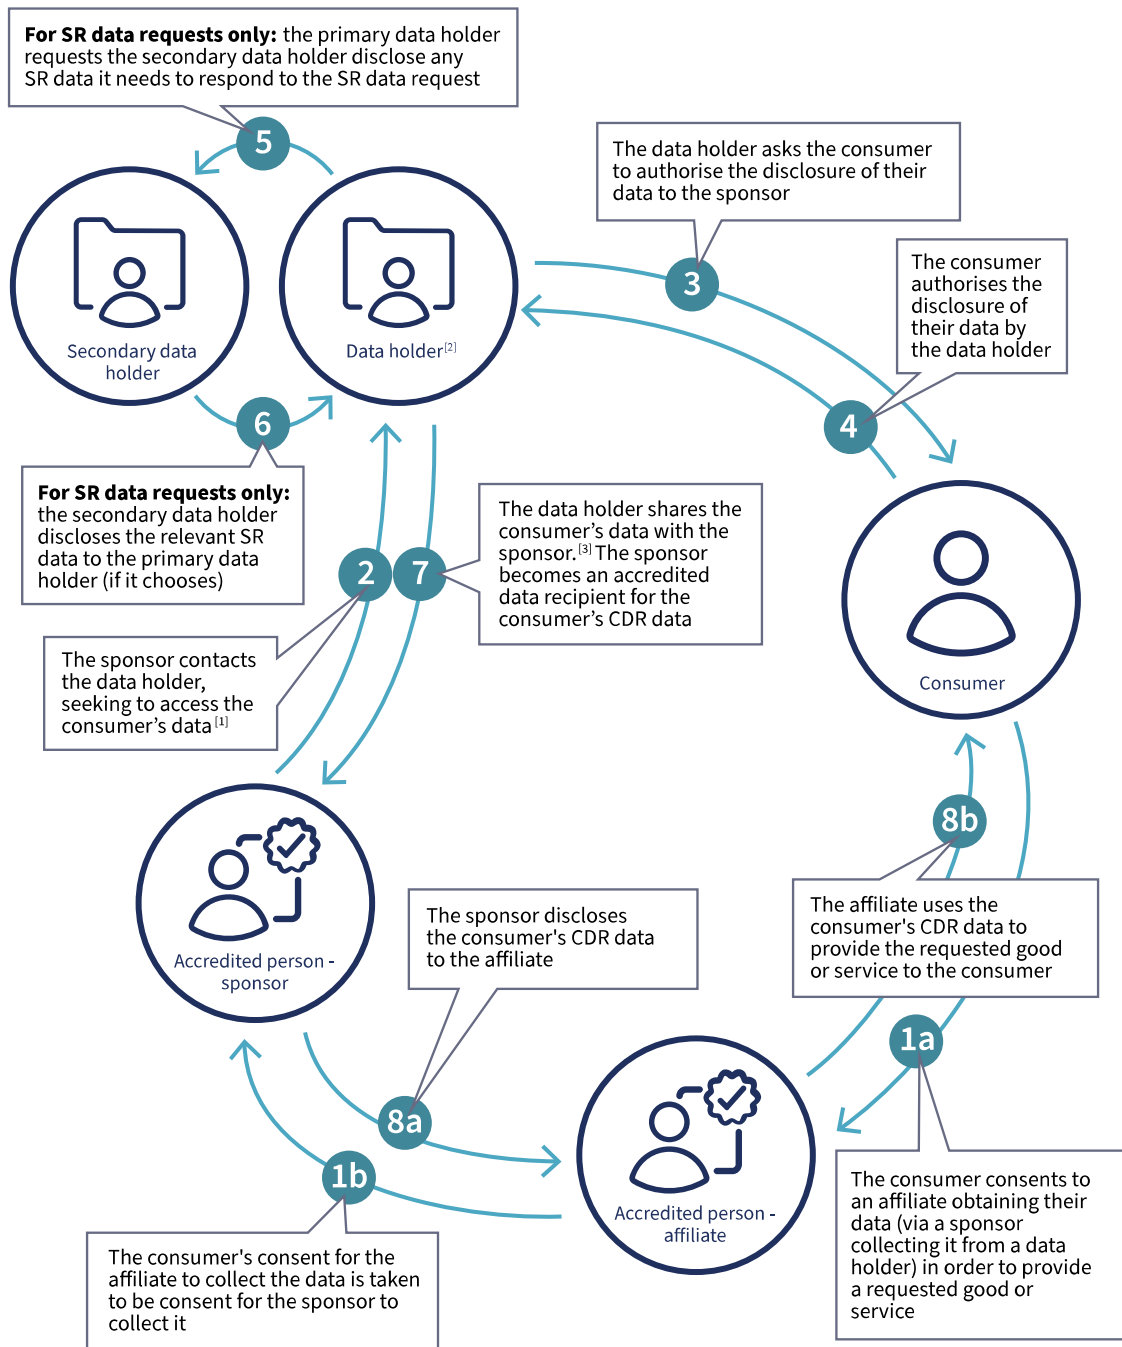 For SR data requests only: the primary data holder
requests the secondary data holder disclose any
SR data it needs to respond to the SR data request
5
The data holder asks the consumer
to authorise the disclosure of their
data to the sponsor
3
The consumer
authorises the
disclosure of
their data by
the data holder
4
Secondary data
holder
Data holder[2]
6
For SR data requests only:
the secondary data holder
discloses the relevant SR
data to the primary data
holder (if it chooses)
The data holder shares the
consumer’s data with the
sponsor.[3] The sponsor
becomes an accredited
data recipient for the
consumer’s CDR data
2
7
The sponsor contacts
the data holder,
seeking to access the
consumer’s data[1]
Consumer
8b
The affiliate uses the
consumer's CDR data to
provide the requested good
or service to the consumer
Accredited person -
sponsor
The sponsor discloses
the consumer's CDR data
to the affiliate
8a
1a
1b
Accredited person -
affiliate
The consumer consents to
an affiliate obtaining their
data (via a sponsor
collecting it from a data
holder) in order to provide
a requested good or
service
The consumer's consent for the
affiliate to collect the data is taken
to be consent for the sponsor to
collect it